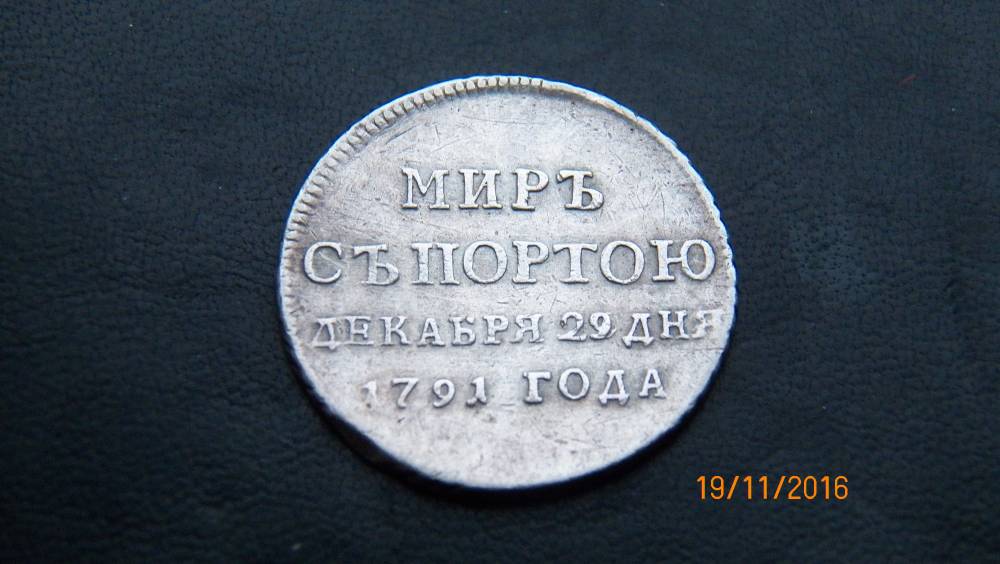 МИРЪ
СЪ ПОРТОЮ
ДЕКАБРЯ 29 ДНЯ
1791 ГОДА
19/11/2016